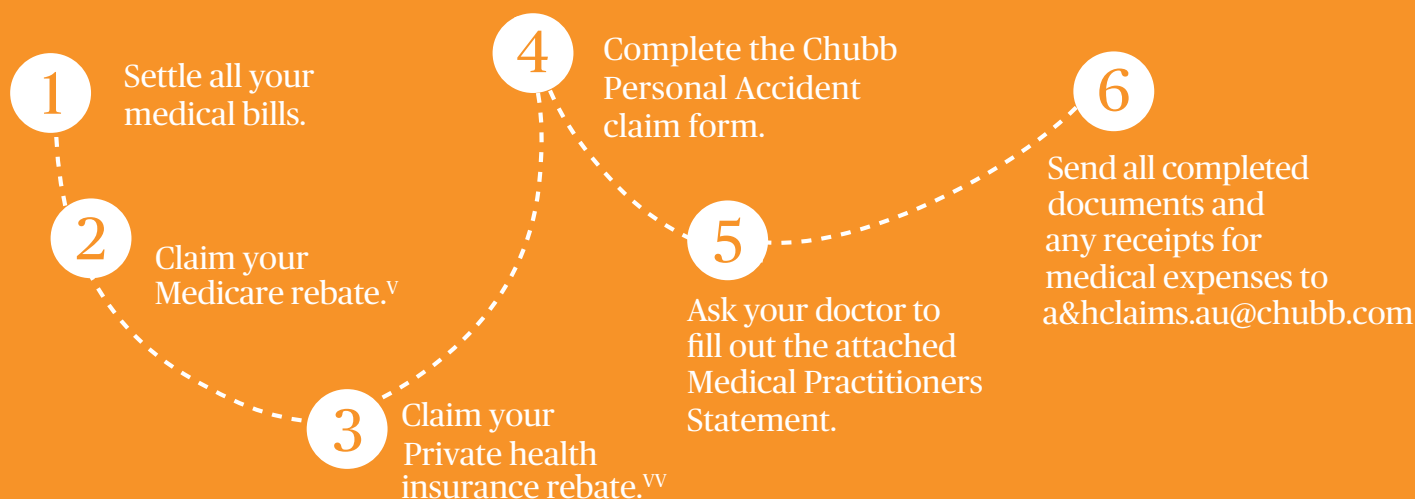 1
Settle all your
medical bills.
2
Claim your
Medicare rebate.V
3
Claim your
Private health
insurance rebate.VV
4
Complete the Chubb
Personal Accident
claim form.
5
Ask your doctor to
fill out the attached
Medical Practitioners
Statement.
6
Send all completed
documents and
any receipts for
medical expenses to
a&hclaims.au@chubb.com